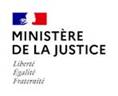 MINISTÈRE
DE LA JUSTICE
Liberté
Égalité
Fraternité